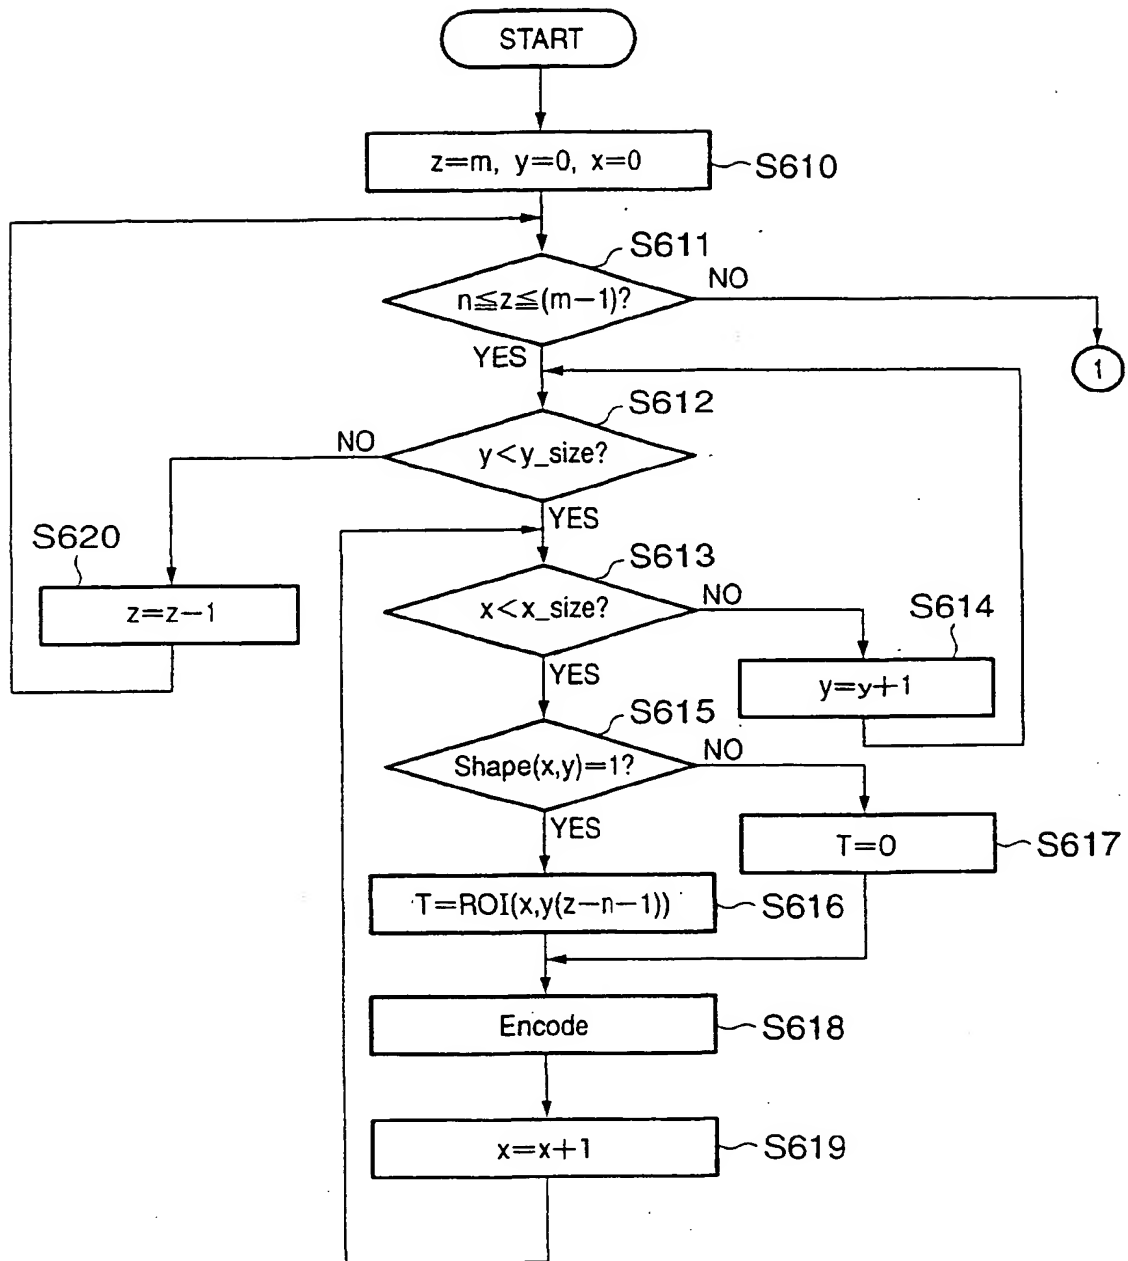 START
z=m, y=0, x=0
S610
S611
n≦z≦(m−1)?
NO
YES
1
S612
y<y_size?
NO
YES
S620
z=z−1
S613
x<x_size?
NO
YES
S614
y=y+1
S615
Shape(x,y)=1?
NO
YES
T=0
S617
T=ROI(x,y(z−n−1))
S616
Encode
S618
x=x+1
S619